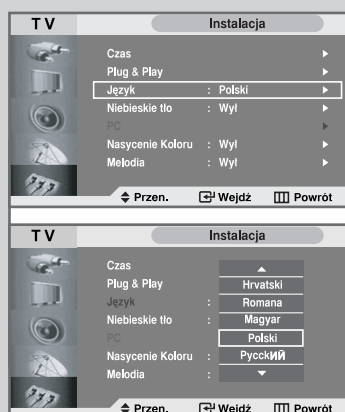 TV Instalacja
Czas
Plug & Play
Język : Polski
Niebieskie tło : Wył
PC
Nasycenie Koloru : Wył
Melodia : Wył
Przen. Wejdź Powrót
TV Instalacja
Czas
Plug & Play Hrvatski
Język : Romana
Niebieskie tło : Magyar
PC Polski
Nasycenie Koloru : Русский
Melodia :
Przen. Wejdź Powrót